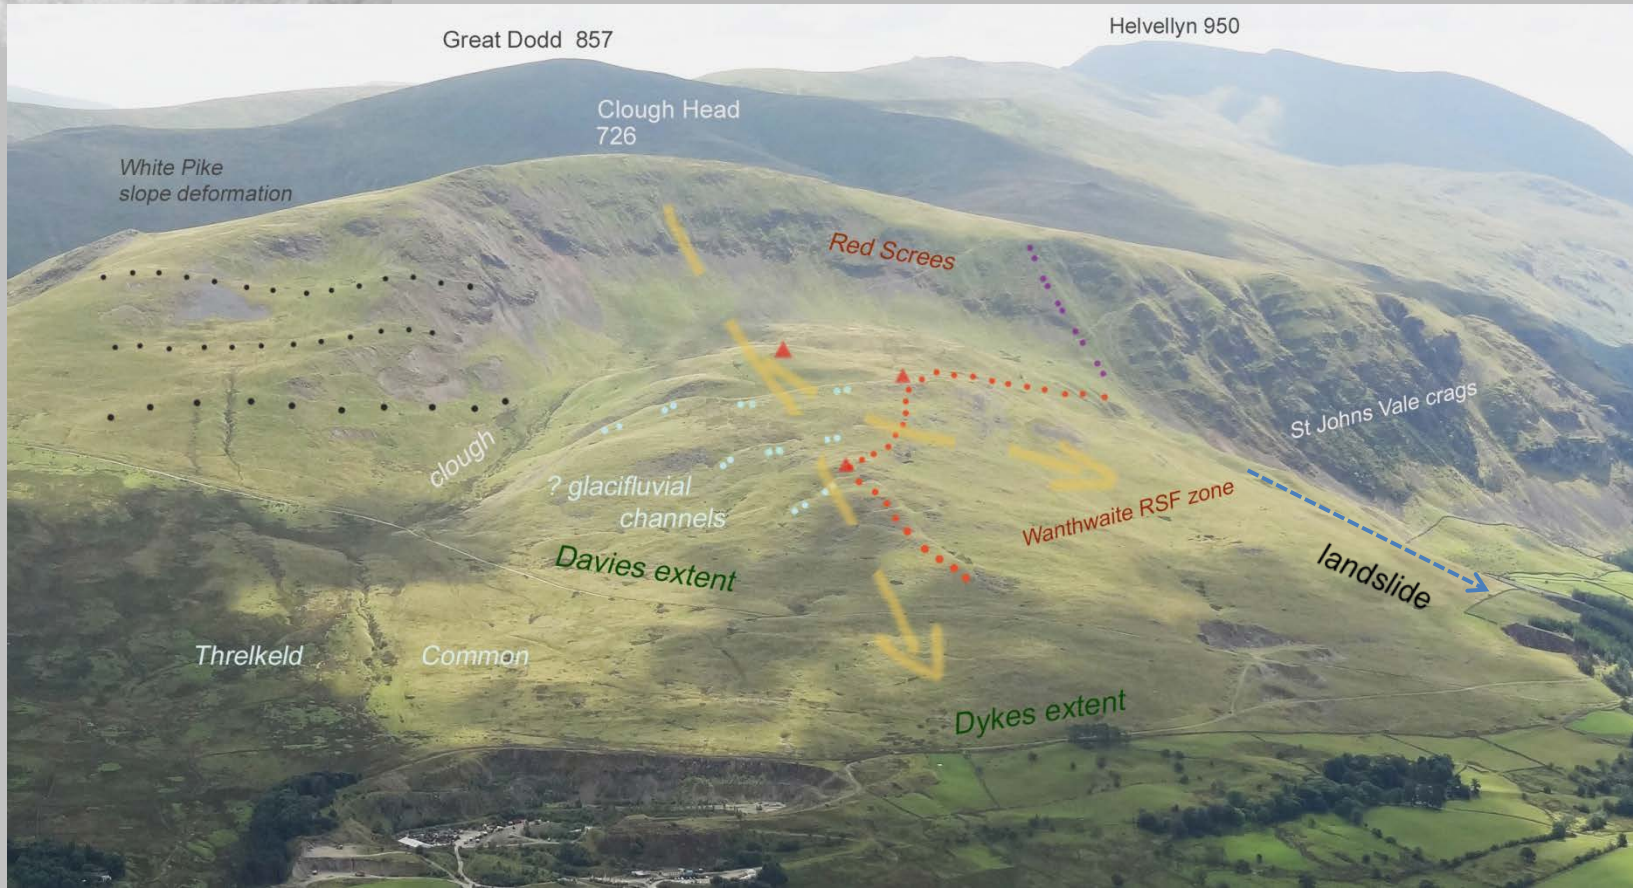 Great Dodd 857
Helvellyn 950
Clough Head
726
White Pike
slope deformation
Red Screes
St Johns Vale crags
clough
? glacifluvial
channels
Wanthwaite RSF zone
Davies extent
landslide
Threlkeld Common
Dykes extent